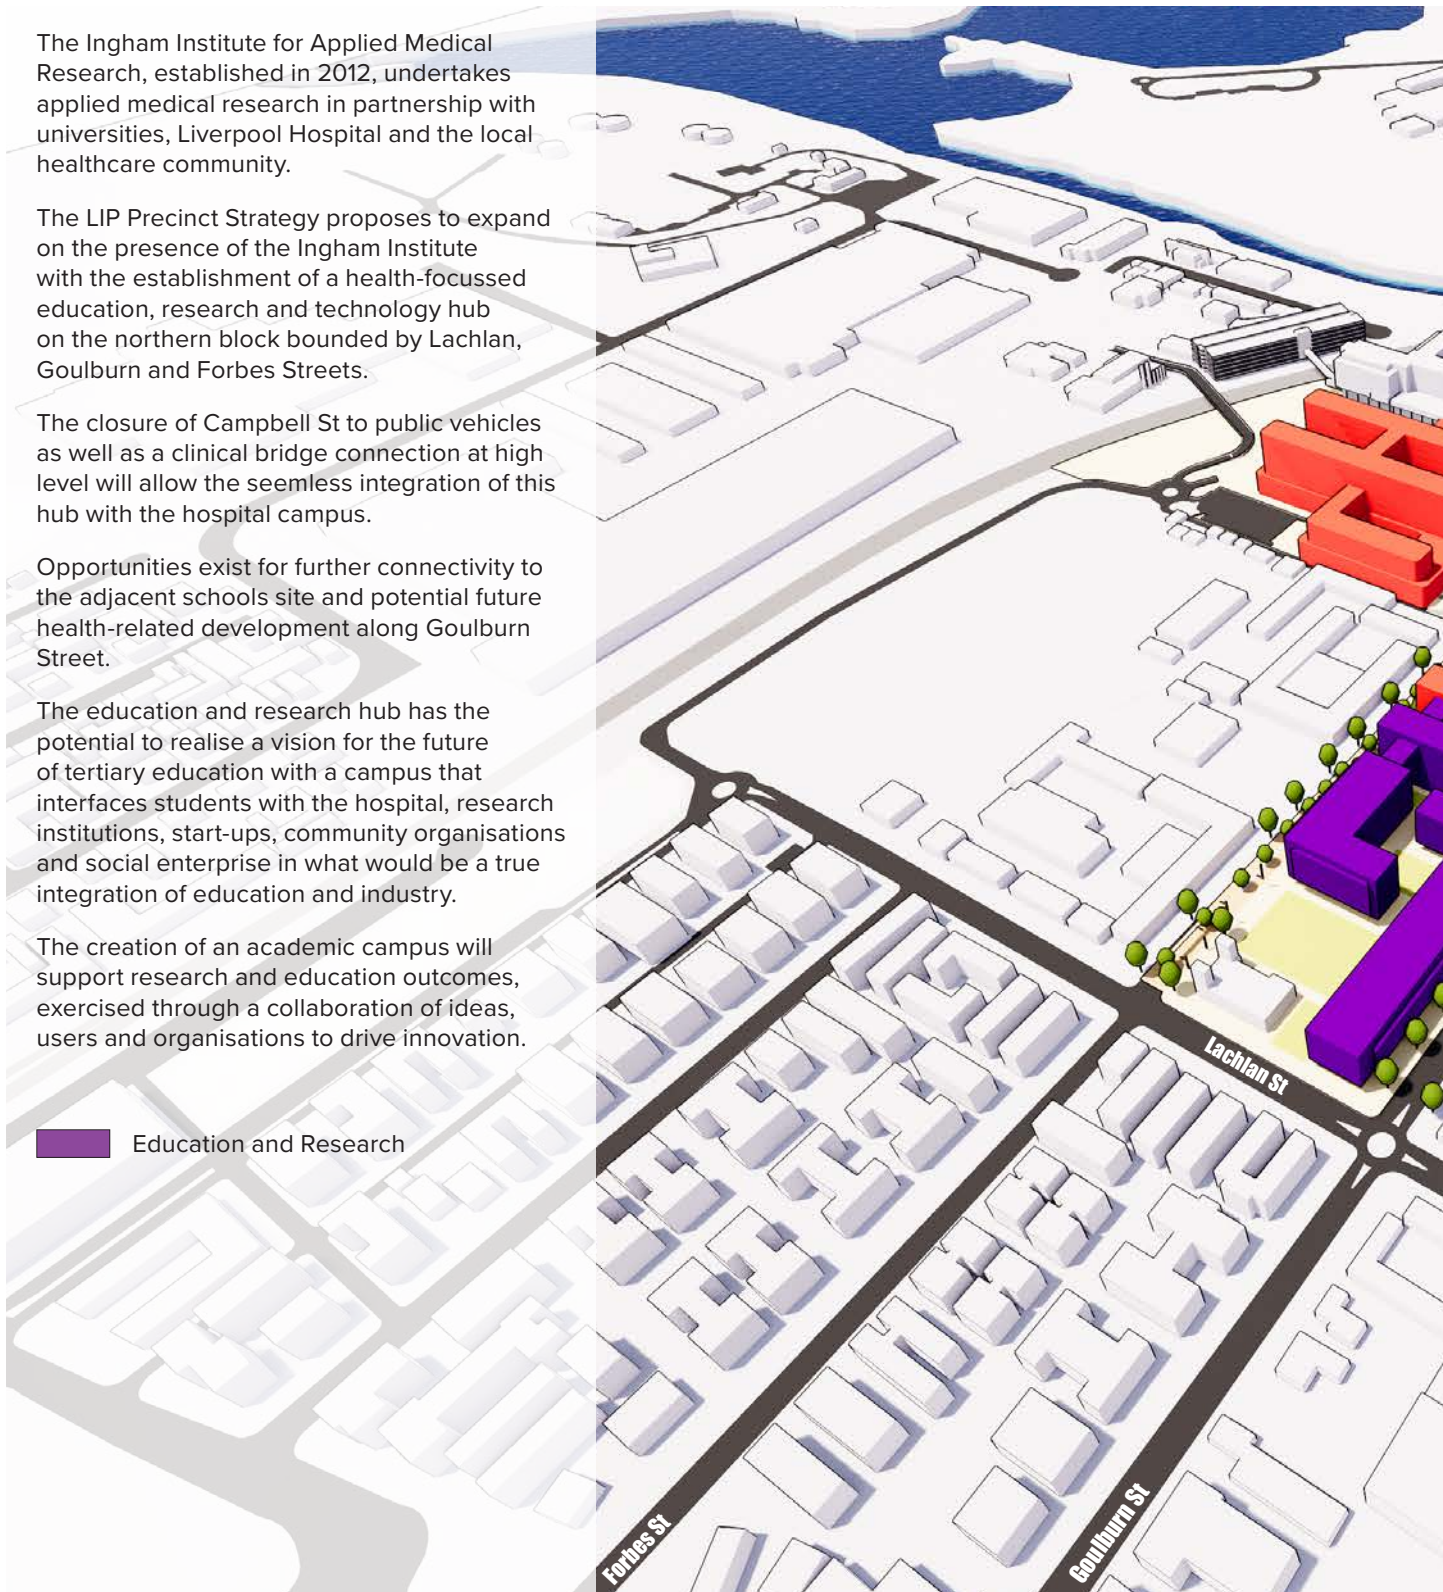 The Ingham Institute for Applied Medical
Research, established in 2012, undertakes
applied medical research in partnership with
universities, Liverpool Hospital and the local
healthcare community.
The LIP Precinct Strategy proposes to expand
on the presence of the Ingham Institute
with the establishment of a health-focussed
education, research and technology hub
on the northern block bounded by Lachlan,
Goulburn and Forbes Streets.
The closure of Campbell St to public vehicles
as well as a clinical bridge connection at high
level will allow the seemless integration of this
hub with the hospital campus.
Opportunities exist for further connectivity to
the adjacent schools site and potential future
health-related development along Goulburn
Street.
The education and research hub has the
potential to realise a vision for the future
of tertiary education with a campus that
interfaces students with the hospital, research
institutions, start-ups, community organisations
and social enterprise in what would be a true
integration of education and industry.
The creation of an academic campus will
support research and education outcomes,
exercised through a collaboration of ideas,
users and organisations to drive innovation.
Education and Research
Lachlan St
Forbes St
Goulburn St